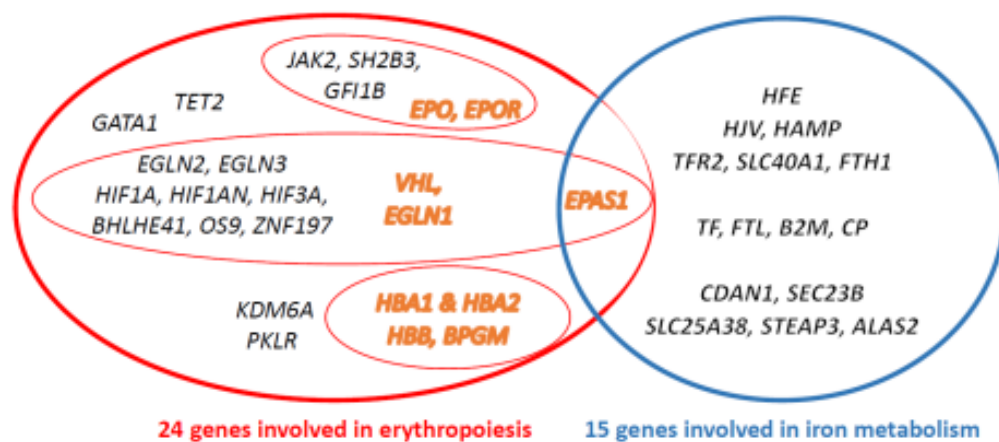 JAK2, SH2B3,
GFI1B
EPO, EPOR
TET2
GATA1
EGLN2, EGLN3
HIF1A, HIF1AN, HIF3A,
BHLHE41, OS9, ZNF197
VHL,
EGLN1
EPAS1
KDM6A
PKLR
HBA1 & HBA2
HBB, BPGM
HFE
HJV, HAMP
TFR2, SLC40A1, FTH1
TF, FTL, B2M, CP
CDAN1, SEC23B
SLC25A38, STEAP3, ALAS2
24 genes involved in erythropoiesis
15 genes involved in iron metabolism